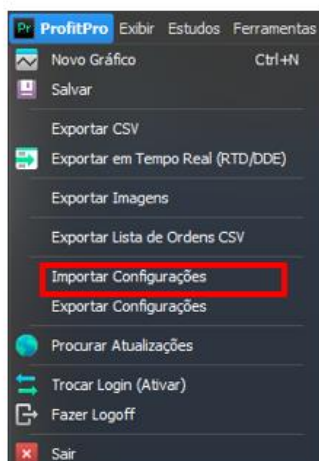 Pr ProfitPro Exibir Estudos Ferramentas
Novo Gráfico Ctrl+N
Salvar
Exportar CSV
Exportar em Tempo Real (RTD/DDE)
Exportar Imagens
Exportar Lista de Ordens CSV
Importar Configurações
Exportar Configurações
Procurar Atualizações
Trocar Login (Ativar)
Fazer Logoff
Sair